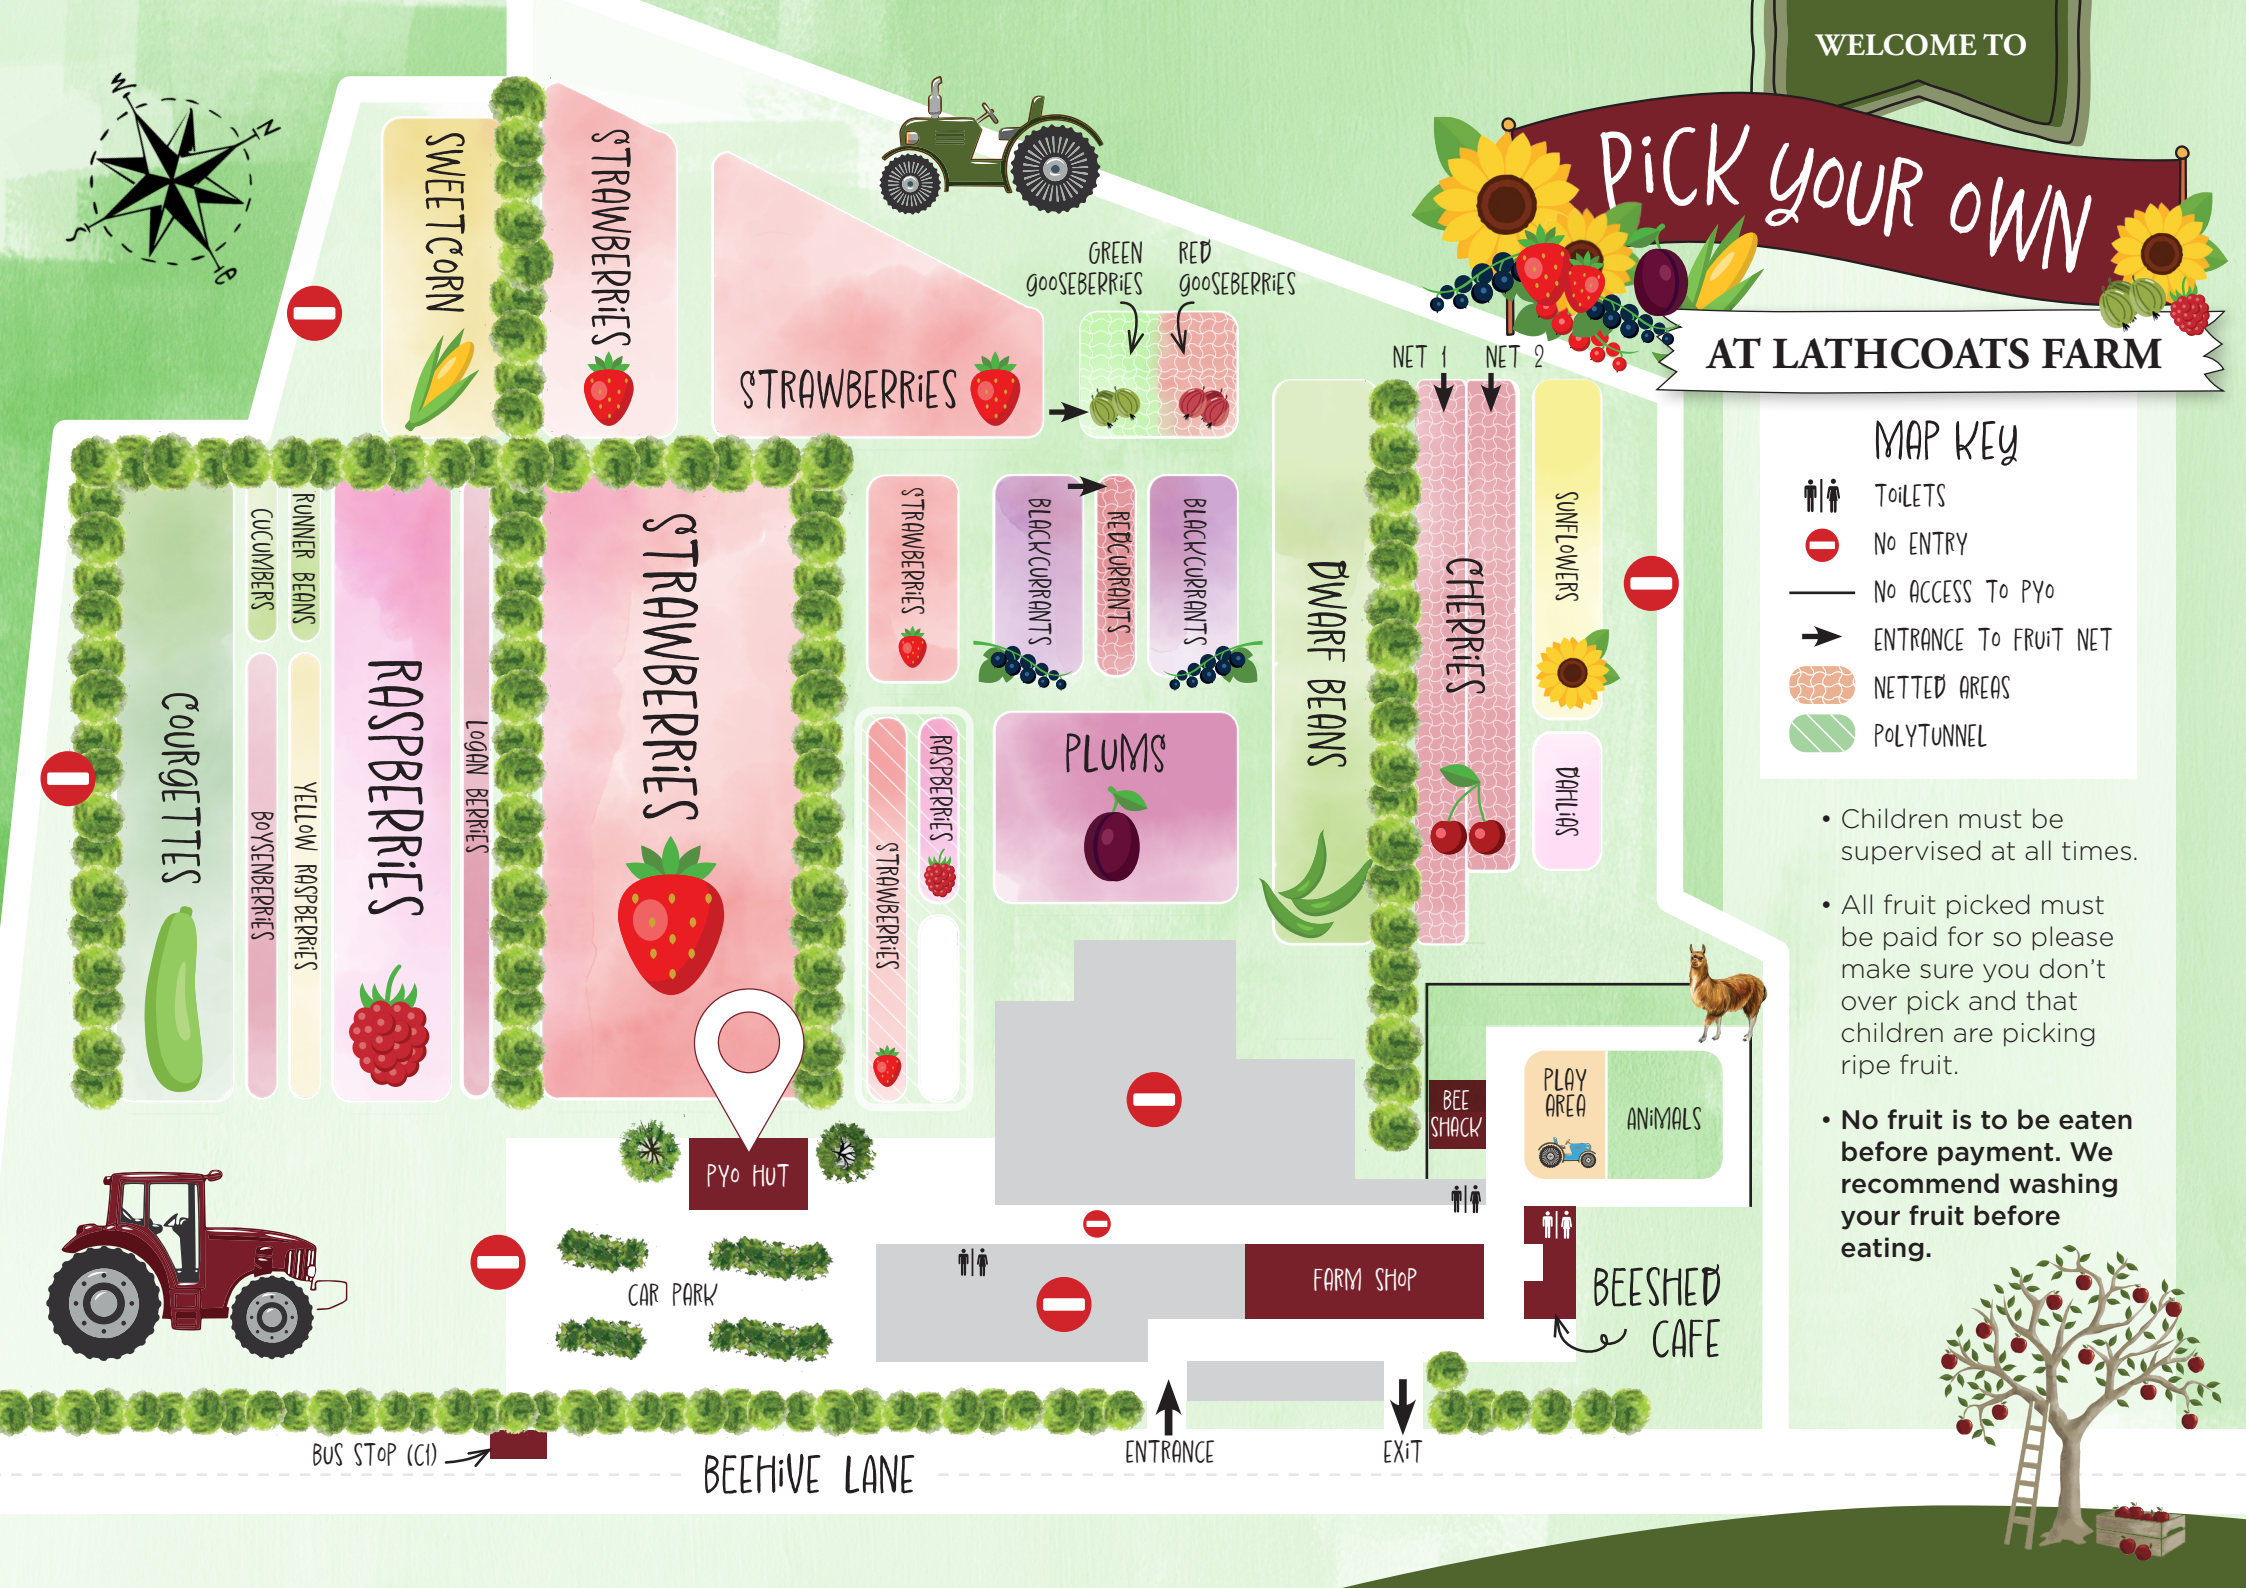 WELCOME TO
PiCK YOUR OWN
AT LATHCOATS FARM
W
N
S
E
SWEETCORN
STRAWBERRiES
STRAWBERRiES
GREEN
GOOSEBERRiES
RED
GOOSEBERRiES
NET 1
NET 2
MAP KEY
TOiLETS
NO ENTRY
NO ACCESS TO PYO
ENTRANCE TO FRUiT NET
NETTED AREAS
POLYTUNNEL
COURGETTES
CUCUMBERS
RUNNER BEANS
BOYSENBERRiES
YELLOW RASPBERRiES
RASPBERRiES
LOGAN BERRiES
STRAWBERRiES
STRAWBERRiES
BLACKCURRANTS
REDCURRANTS
BLACKCURRANTS
DWARF BEANS
CHERRiES
SUNFLOWERS
DAHLiAS
STRAWBERRiES
RASPBERRiES
PLUMS
• Children must be
supervised at all times.
• All fruit picked must
be paid for so please
make sure you don't
over pick and that
children are picking
ripe fruit.
• No fruit is to be eaten
before payment. We
recommend washing
your fruit before
eating.
BEE
SHACK
PLAY
AREA
ANiMALS
PYO HUT
CAR PARK
FARM SHOP
BEESHED
CAFE
BUS STOP (C1)
BEEHiVE LANE
ENTRANCE
EXiT